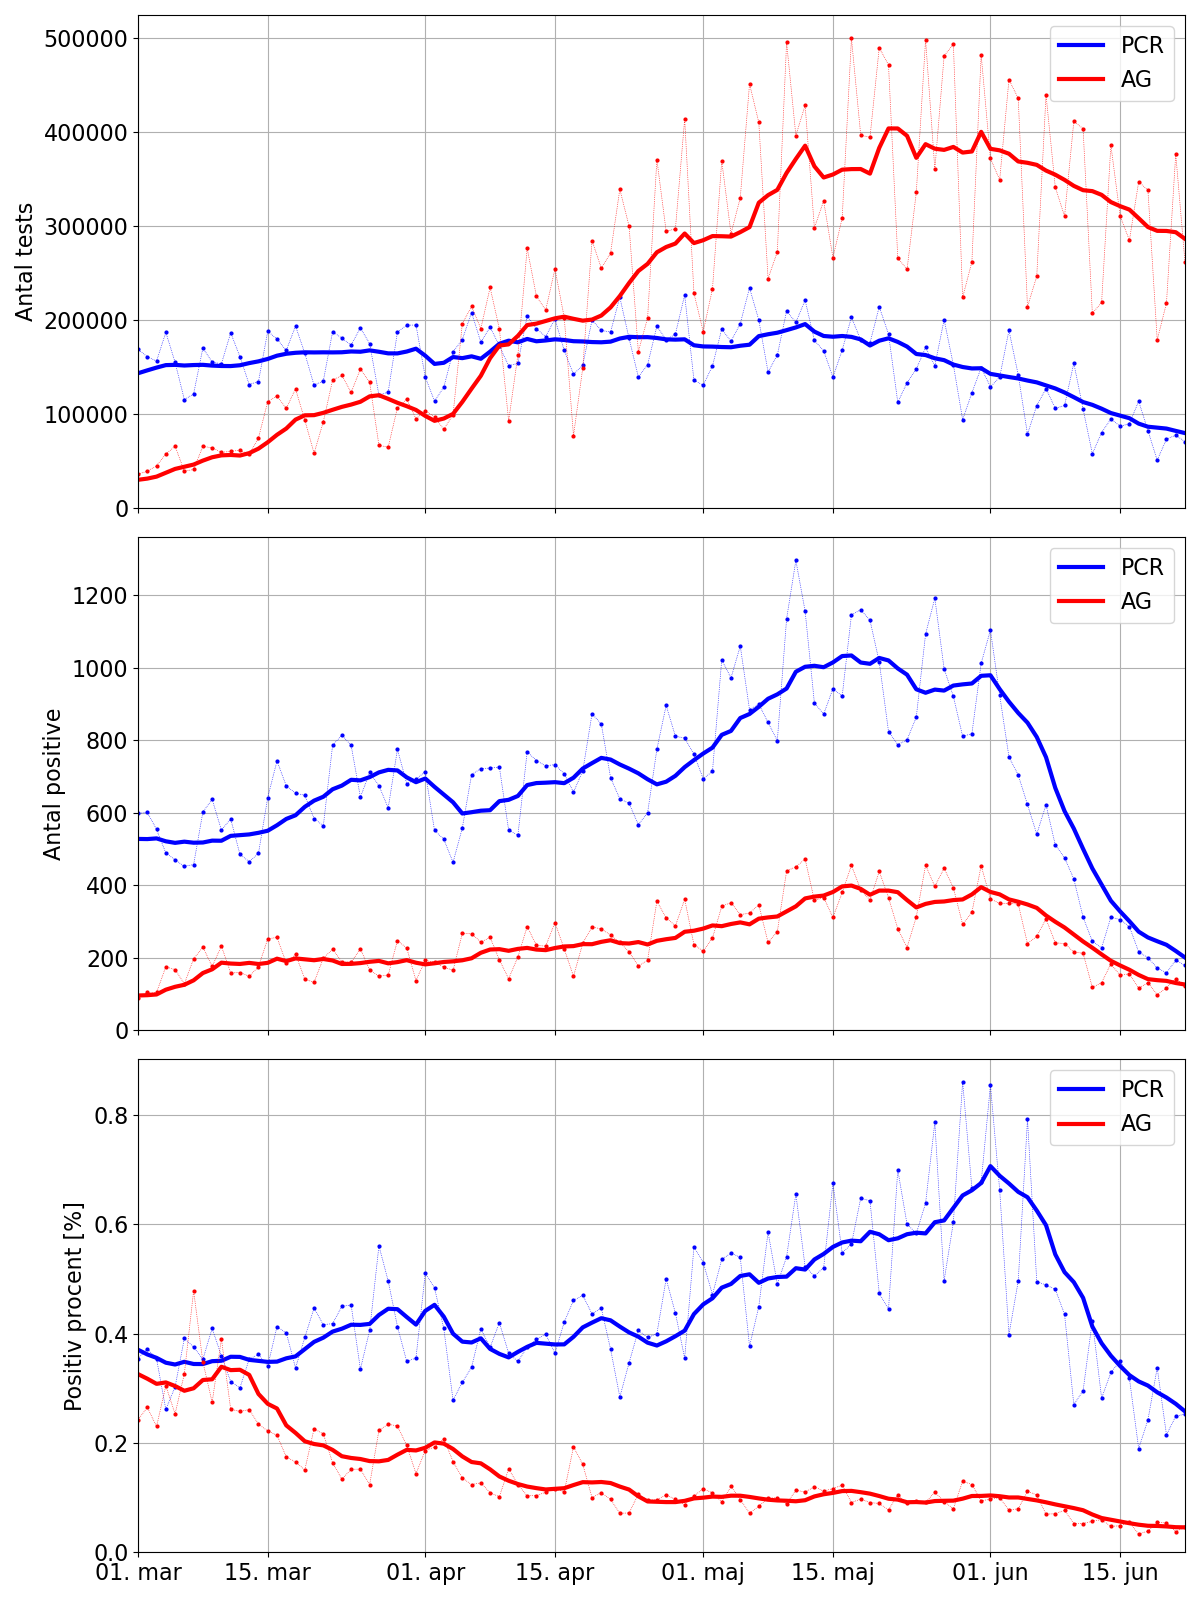 500000
400000
300000
200000
100000
0
Antal tests
PCR
AG
1200
1000
800
600
400
200
0
Antal positive
PCR
AG
0.8
0.6
0.4
0.2
0.0
Positiv procent [%]
PCR
AG
01. mar 15. mar 01. apr 15. apr 01. maj 15. maj 01. jun 15. jun